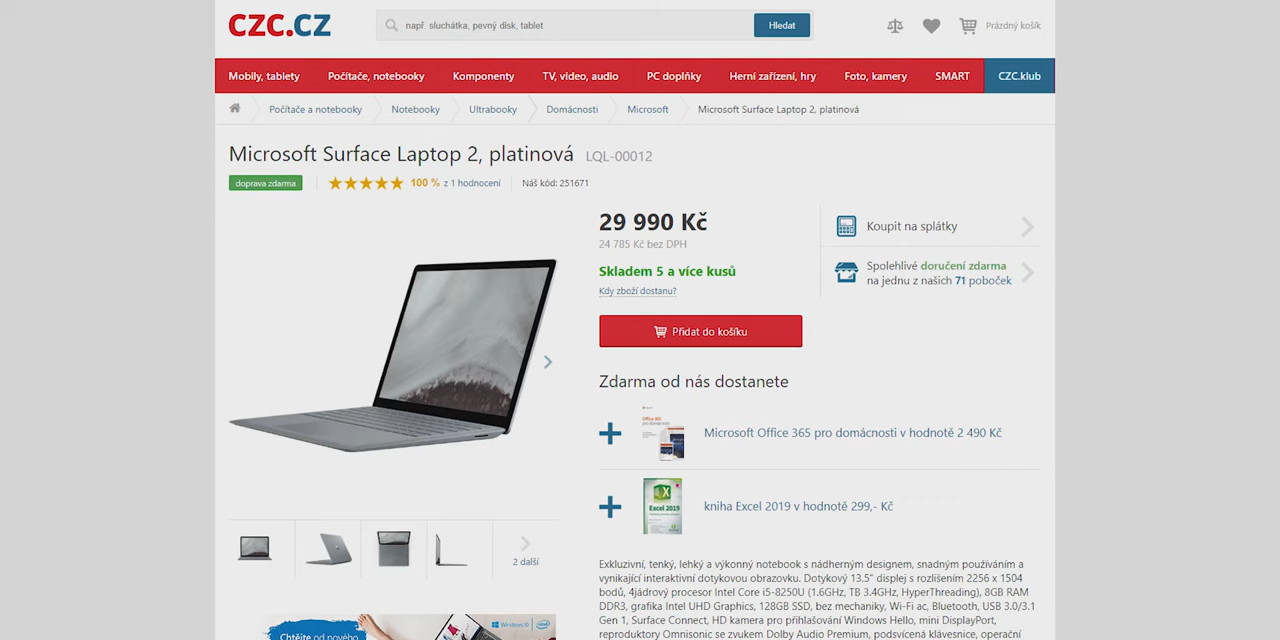 CZC.CZ
např. sluchátka, pevný disk, tablet
Hledat
Prázdný košík
Mobily, tablety
Počítače, notebooky
Komponenty
TV, video, audio
PC doplňky
Herní zařízení, hry
Foto, kamery
SMART
CZC.klub
Počítače a notebooky
Notebooky
Ultrabooky
Domácnosti
Microsoft
Microsoft Surface Laptop 2, platinová
Microsoft Surface Laptop 2, platinová LQL-00012
doprava zdarma
100 % z 1 hodnocení
Náš kód: 251671
29 990 Kč
24 785 Kč bez DPH
Skladem 5 a více kusů
Kdy zboží dostanu?
Přidat do košíku
Koupit na splátky
Spolehlivé doručení zdarma
na jednu z našich 71 poboček
Zdarma od nás dostanete
Office 365
Microsoft Office 365 pro domácnosti v hodnotě 2 490 Kč
Excel 2019
kniha Excel 2019 v hodnotě 299,- Kč
2 další
Exkluzivní, tenký, lehký a výkonný notebook s nádherným designem, snadným používáním a
vynikající interaktivní dotykovou obrazovku. Dotykový 13.5" displej s rozlišením 2256 x 1504
bodů, 4jádrový procesor Intel Core i5-8250U (1.6GHz, TB 3.4GHz, HyperThreading), 8GB RAM
DDR3, grafika Intel UHD Graphics, 128GB SSD, bez mechaniky, Wi-Fi ac, Bluetooth, USB 3.0/3.1
Gen 1, Surface Connect, HD kamera pro přihlašování Windows Hello, mini DisplayPort,
reproduktory Omnisonic se zvukem Dolby Audio Premium, podsvícená klávesnice, operační
Chtějte od nového
Windows 10
intel